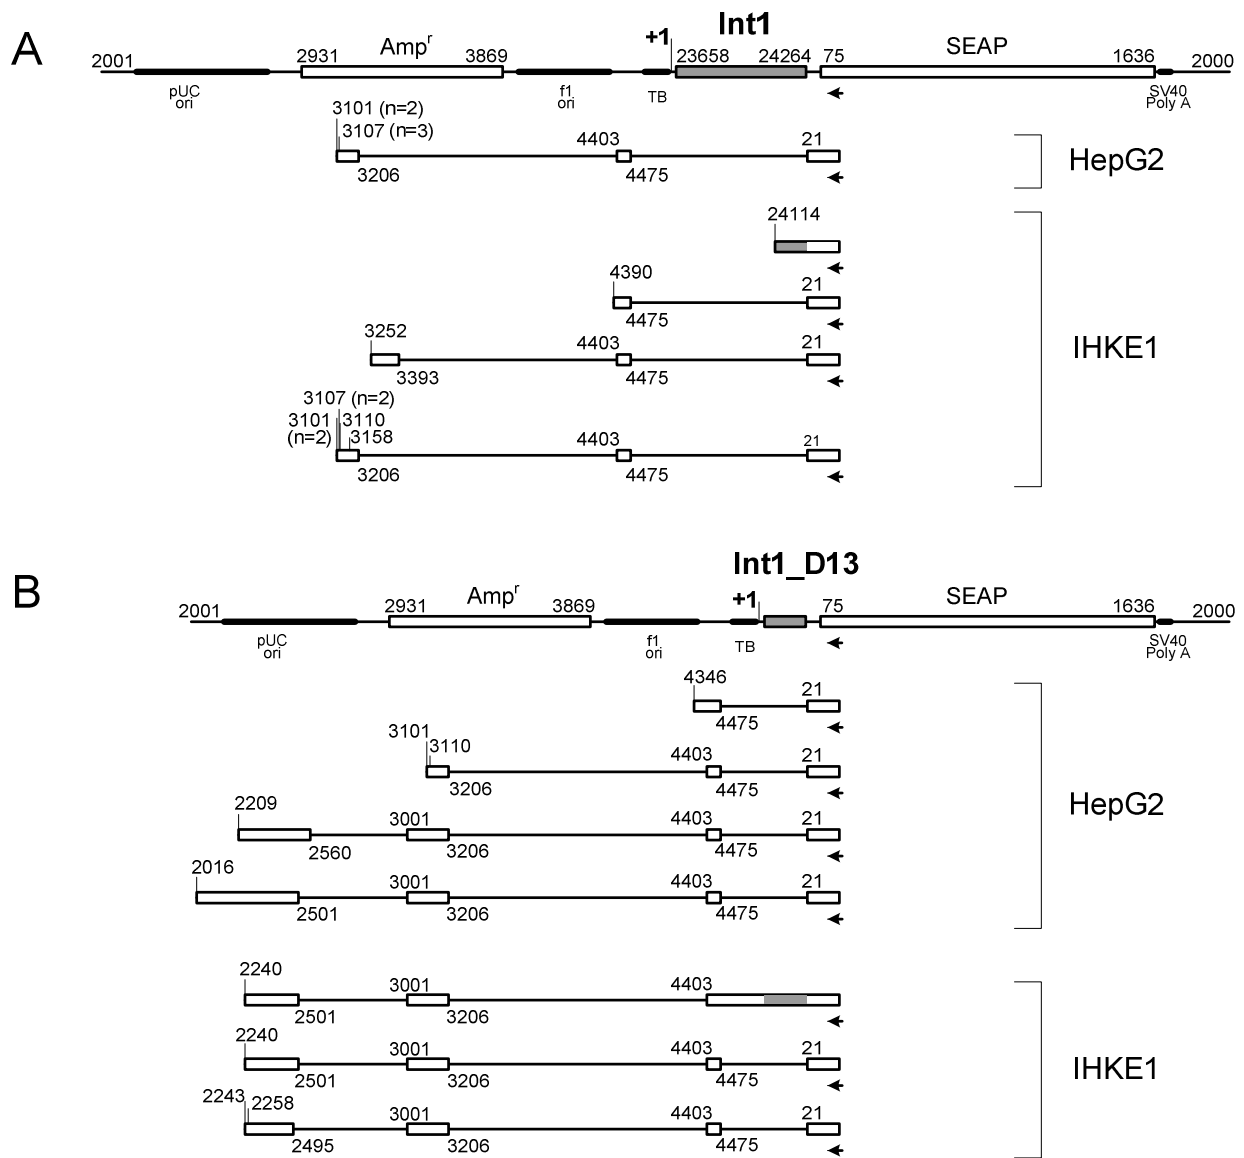 A
2001
2931
Ampʳ
3869
+1
Int1
23658
24264
75
SEAP
1636
2000
pUC
ori
f1
ori
TB
SV40
Poly A
3101 (n=2)
3107 (n=3)
3206
4403
4475
21
HepG2
24114
4390
4475
21
3252
3393
4403
4475
21
IHKE1
3107 (n=2)
3101
(n=2)
3110
3158
3206
4403
4475
21
B
2001
2931
Ampʳ
3869
+1
Int1_D13
75
SEAP
1636
2000
pUC
ori
f1
ori
TB
SV40
Poly A
4346
4475
21
3101
3110
3206
4403
4475
21
HepG2
2209
2560
3001
3206
4403
4475
21
2016
2501
3001
3206
4403
4475
21
2240
2501
3001
3206
4403
2240
2501
3001
3206
4403
4475
21
IHKE1
2243
2258
2495
3001
3206
4403
4475
21